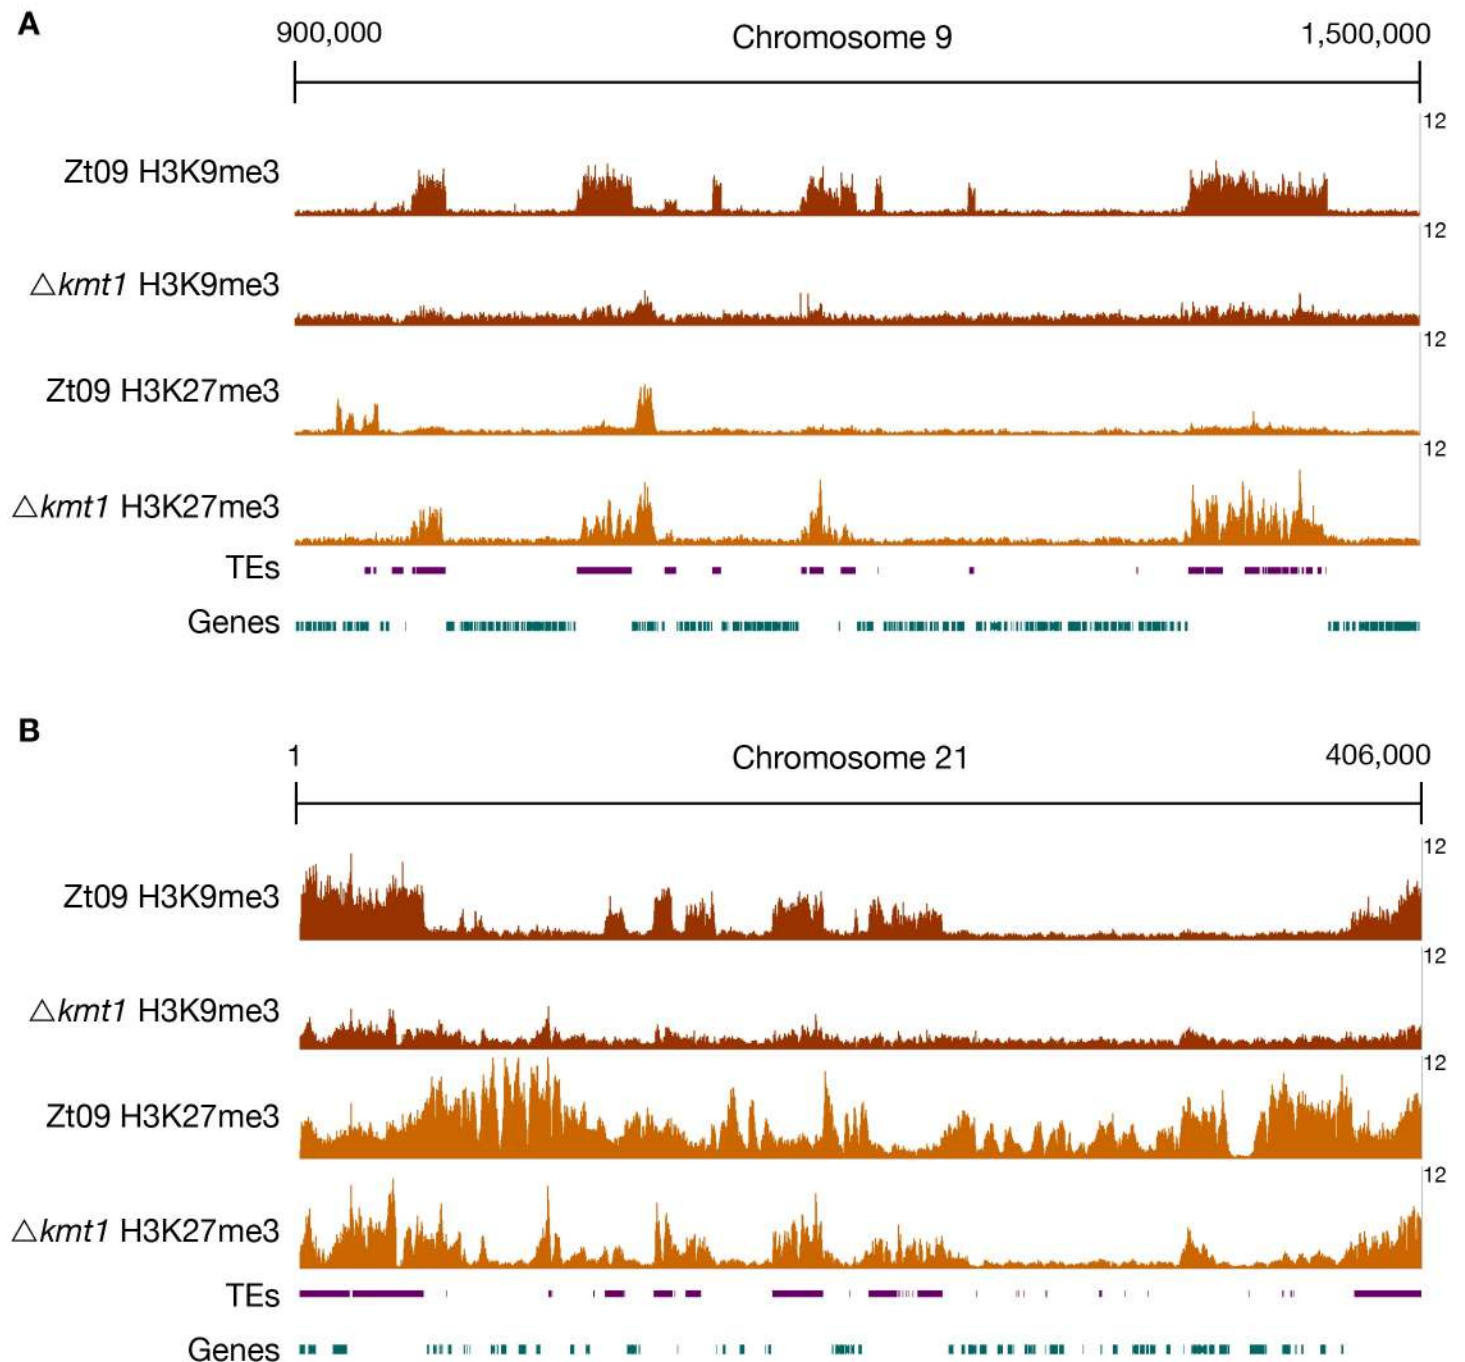 A
900,000 Chromosome 9 1,500,000
12
Zt09 H3K9me3
12
△kmt1 H3K9me3
12
Zt09 H3K27me3
12
△kmt1 H3K27me3
TEs
Genes
B
1 Chromosome 21 406,000
12
Zt09 H3K9me3
12
△kmt1 H3K9me3
12
Zt09 H3K27me3
12
△kmt1 H3K27me3
TEs
Genes